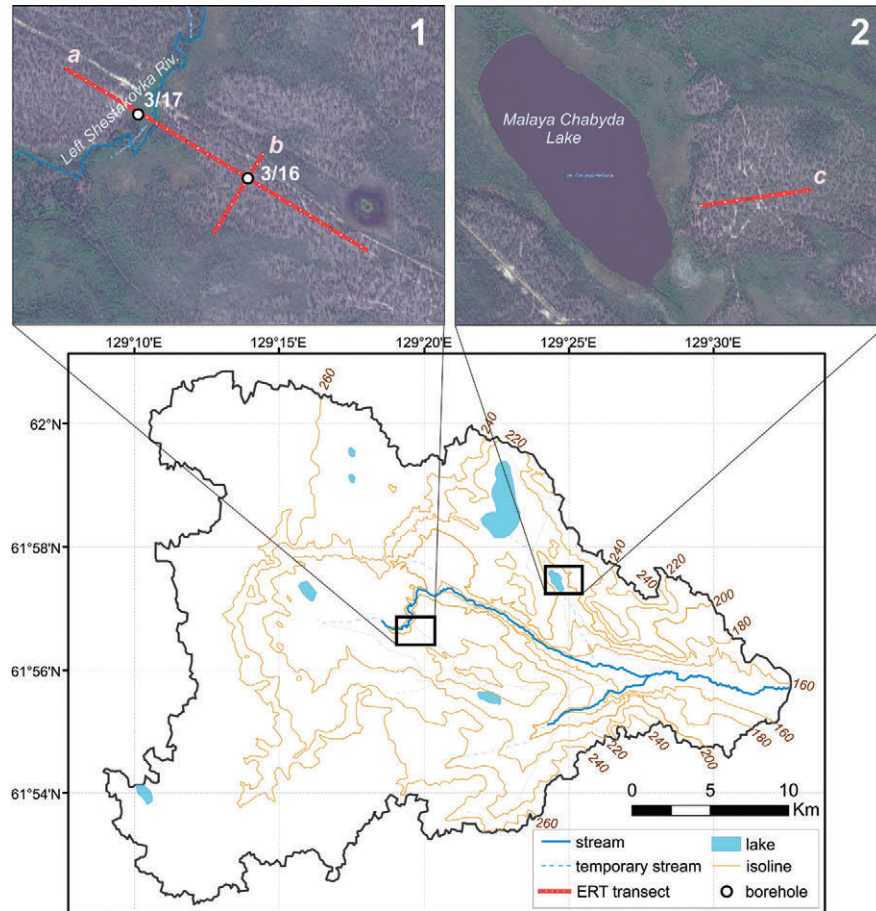 1
a
Left Shestakovka Riv.
3/17
b
3/16
2
Malaya Chabyda
Lake
c
129°10'E 129°15'E 129°20'E 129°25'E 129°30'E
62°N
61°58'N
61°56'N
61°54'N
260
240
220
240
220
240
200
180
160
160
180
200
240
220
240
260
0 5 10
Km
stream
lake
temporary stream
isoline
ERT transect
borehole